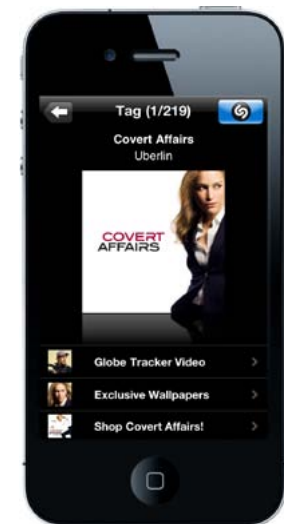 Tag (1/219)
Covert Affairs
Uberlin
COVERT
AFFAIRS
Globe Tracker Video
Exclusive Wallpapers
Shop Covert Affairs!